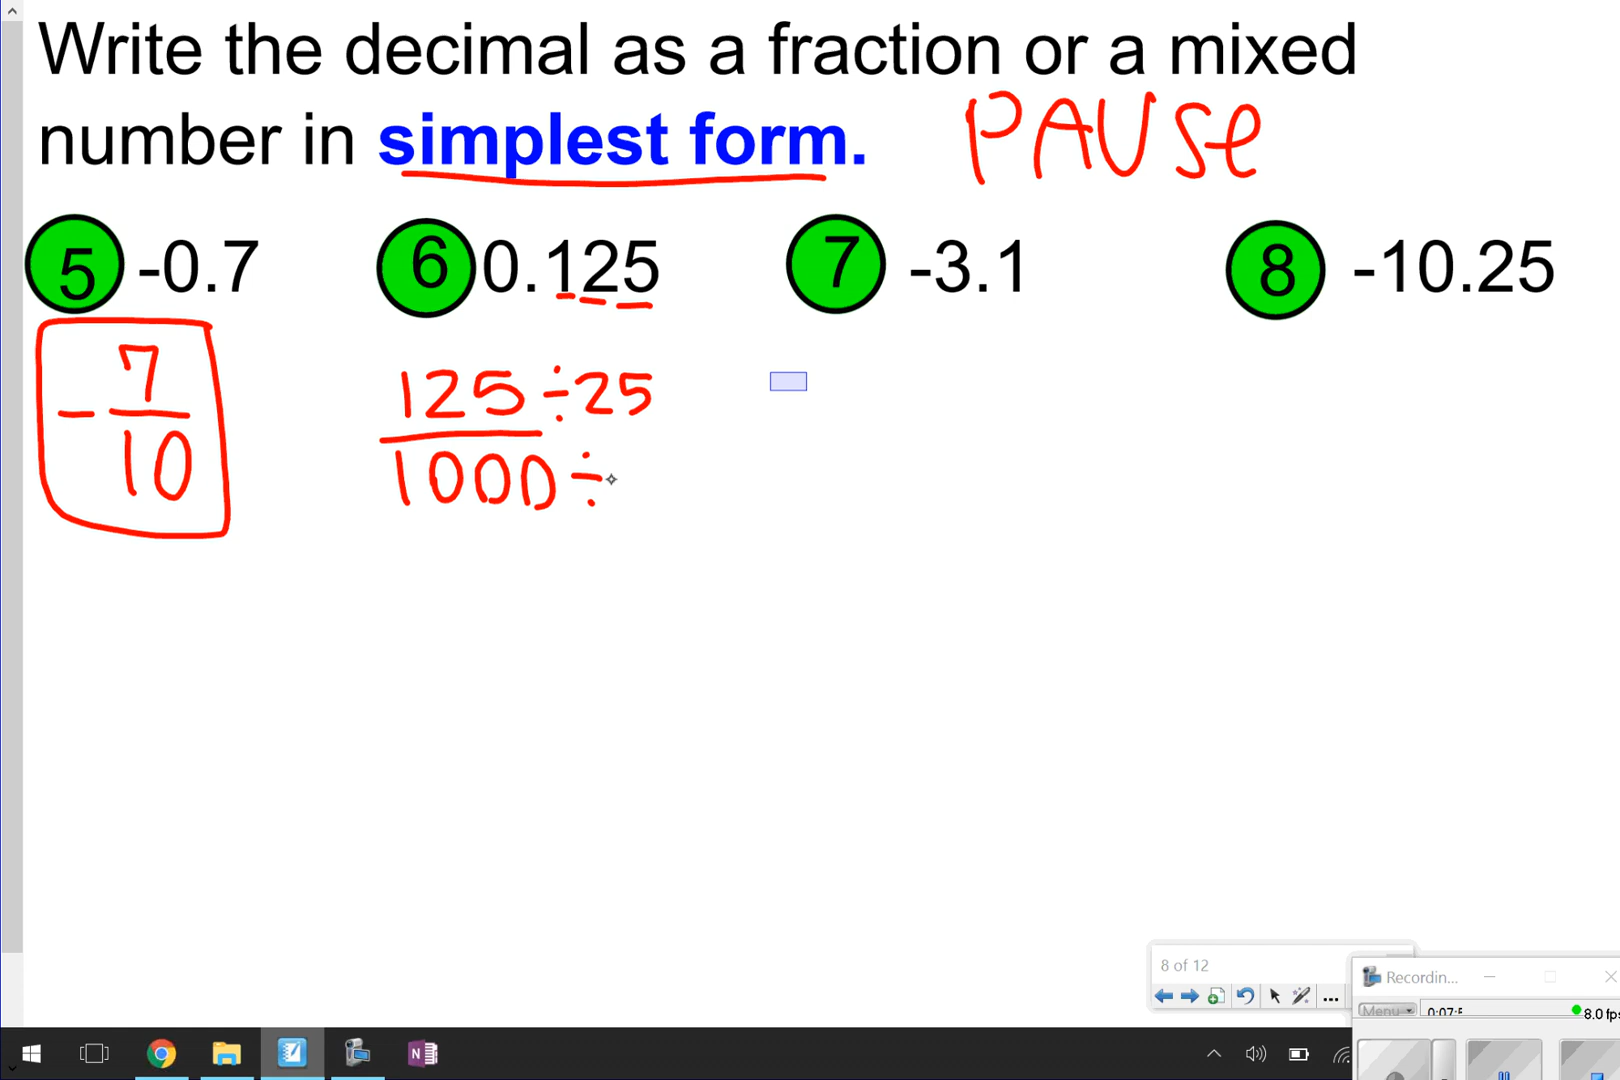 Write the decimal as a fraction or a mixed
number in simplest form. PAUSE
5 -0.7 6 0.125 7 -3.1 8 -10.25
- 7/10
125 ÷25
1000 ÷
8 of 12
Recordin...
Menu
8.0 fps